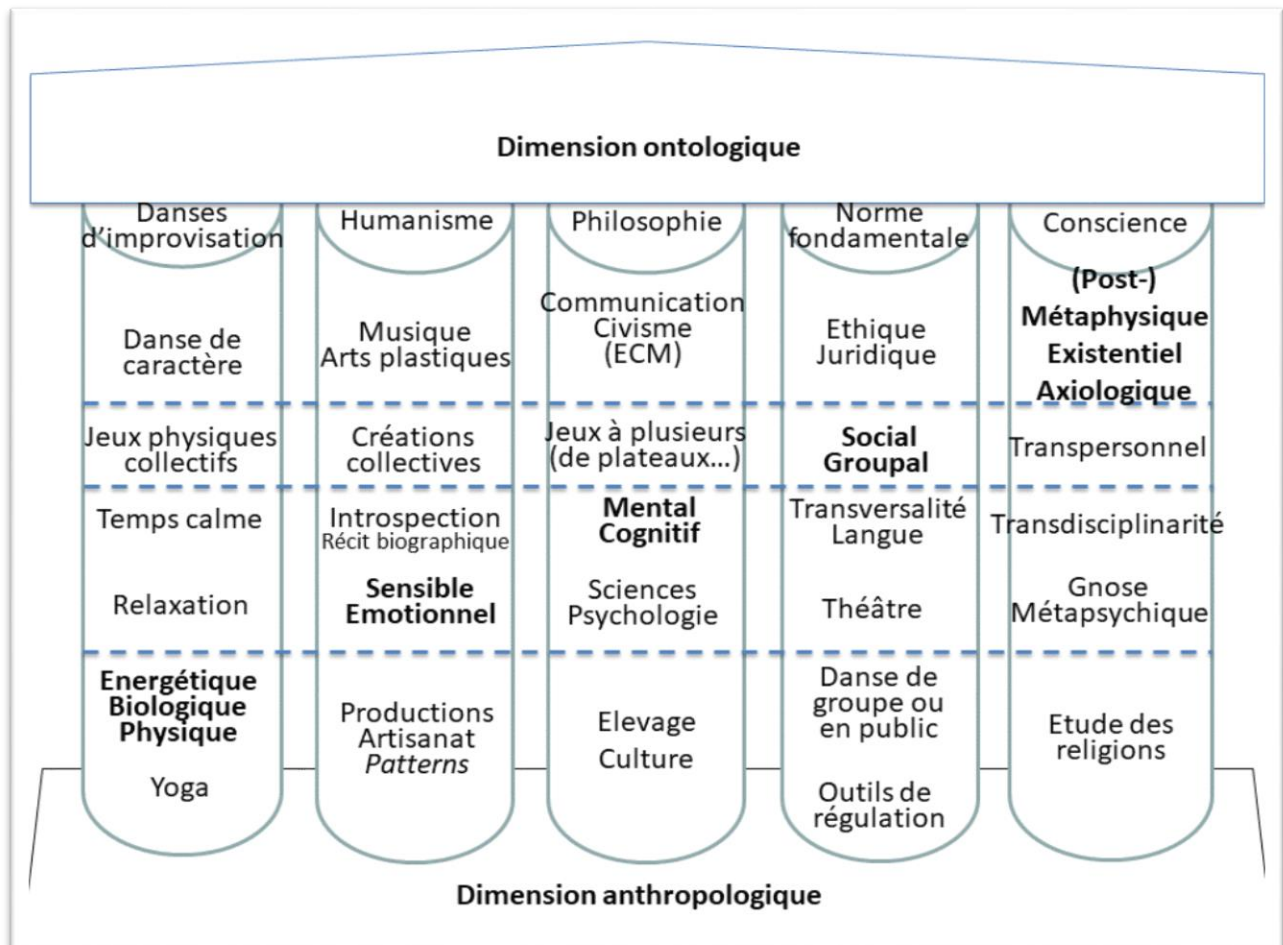 Dimension ontologique
Danses
d’improvisation
Danse de
caractère
Jeux physiques
collectifs
Temps calme
Relaxation
Energétique
Biologique
Physique
Yoga
Humanisme
Musique
Arts plastiques
Créations
collectives
Introspection
Récit biographique
Sensible
Emotionnel
Productions
Artisanat
Patterns
Philosophie
Communication
Civisme
(ECM)
Jeux à plusieurs
(de plateaux...)
Mental
Cognitif
Sciences
Psychologie
Elevage
Culture
Norme
fondamentale
Ethique
Juridique
Social
Groupal
Transversalité
Langue
Théâtre
Danse de
groupe ou
en public
Outils de
régulation
Conscience
(Post-)
Métaphysique
Existentiel
Axiologique
Transpersonnel
Transdisciplinarité
Gnose
Métapsychique
Etude des
religions
Dimension anthropologique